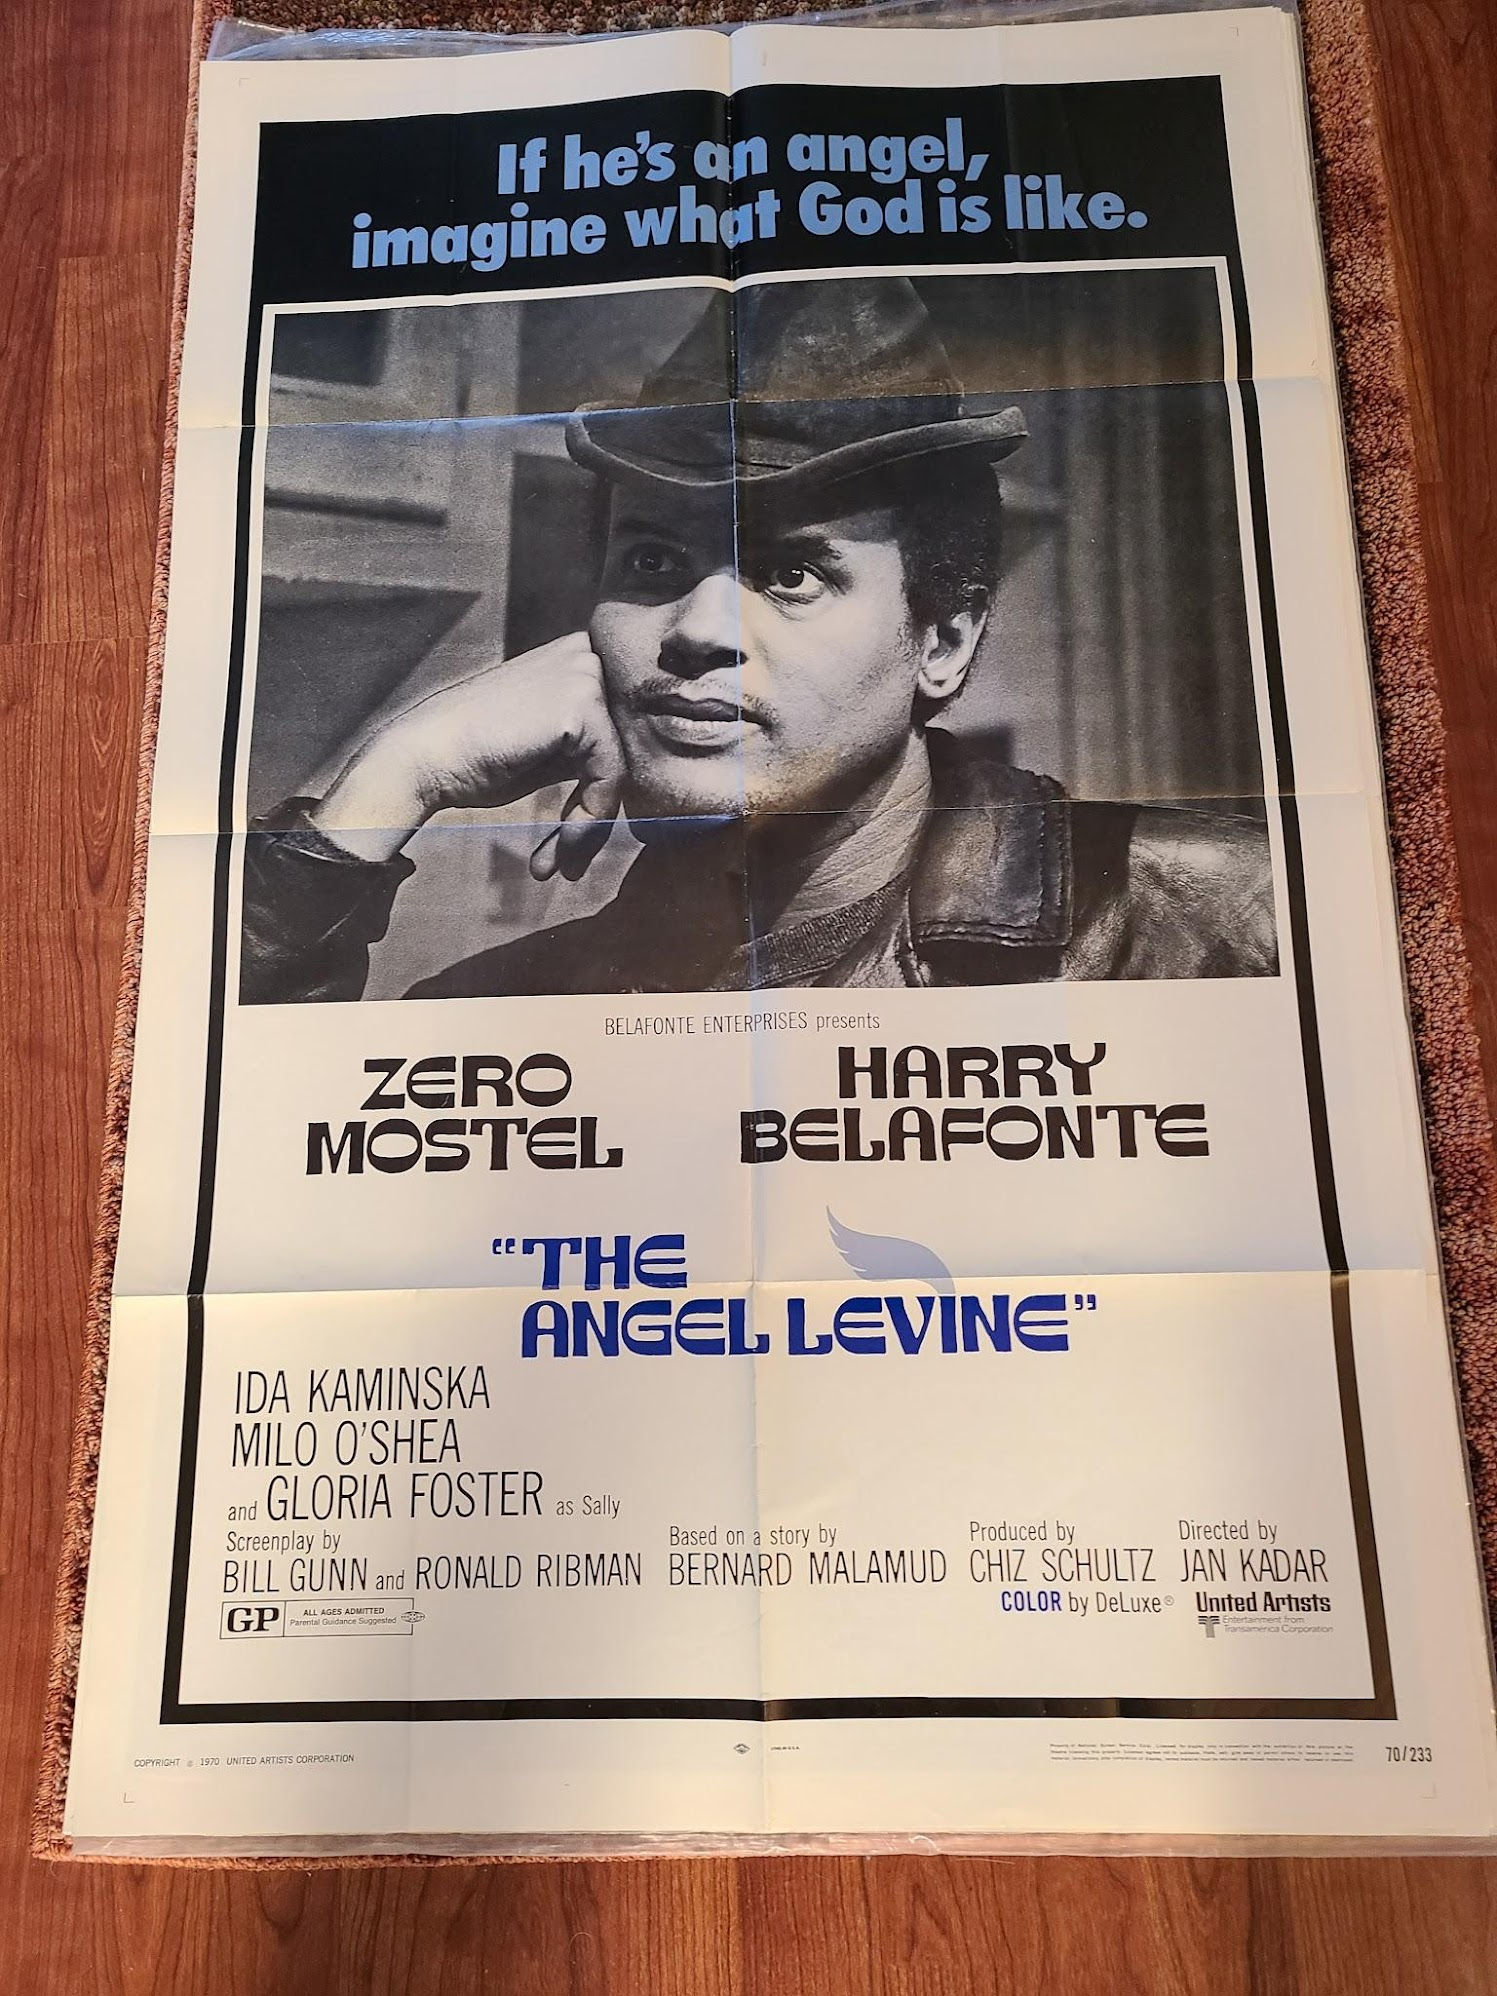 If he's an angel,
imagine what God is like.
BELAFONTE ENTERPRISES presents
ZERO
MOSTEL
HARRY
BELAFONTE
"THE
ANGEL LEVINE"
IDA KAMINSKA
MILO O'SHEA
and GLORIA FOSTER as Sally
Screenplay by
BILL GUNN and RONALD RIBMAN
Based on a story by
BERNARD MALAMUD
Produced by
CHIZ SCHULTZ
Directed by
JAN KADAR
COLOR by DeLuxe®
United Artists
Entertainment from
Transamerica Corporation
GP
ALL AGES ADMITTED
Parental Guidance Suggested
COPYRIGHT © 1970 UNITED ARTISTS CORPORATION
70/233